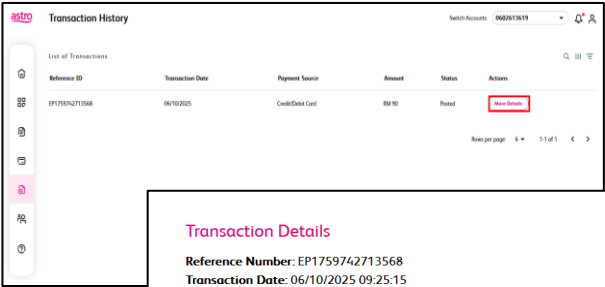 astro
Transaction History
Switch Accounts 0602613619
List of Transactions
Reference ID Transaction Date Payment Source Amount Status Actions
EP1759742713568 06/10/2025 Credit/Debit Card RM 90 Posted More Details
Rows per page: 6 1-1 of 1
Transaction Details
Reference Number: EP1759742713568
Transaction Date: 06/10/2025 09:25:15